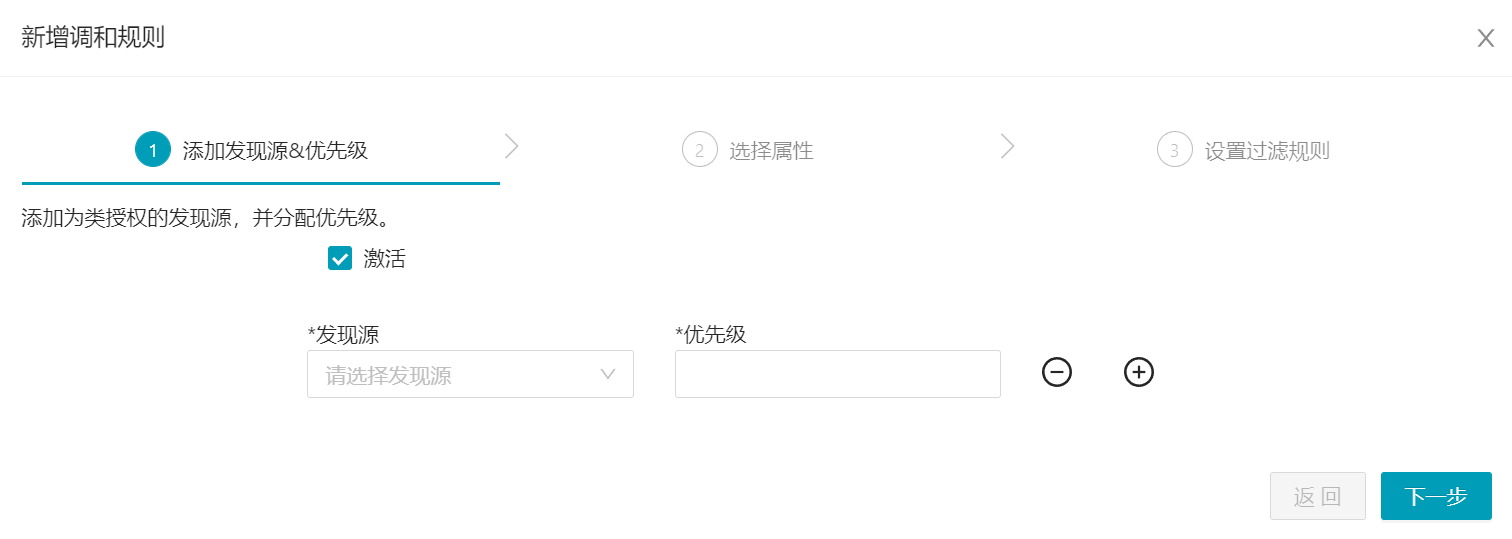 新增调和规则
1 添加发现源&优先级
2 选择属性
3 设置过滤规则
添加为类授权的发现源，并分配优先级。
激活
*发现源 *优先级
请选择发现源
返 回 下一步